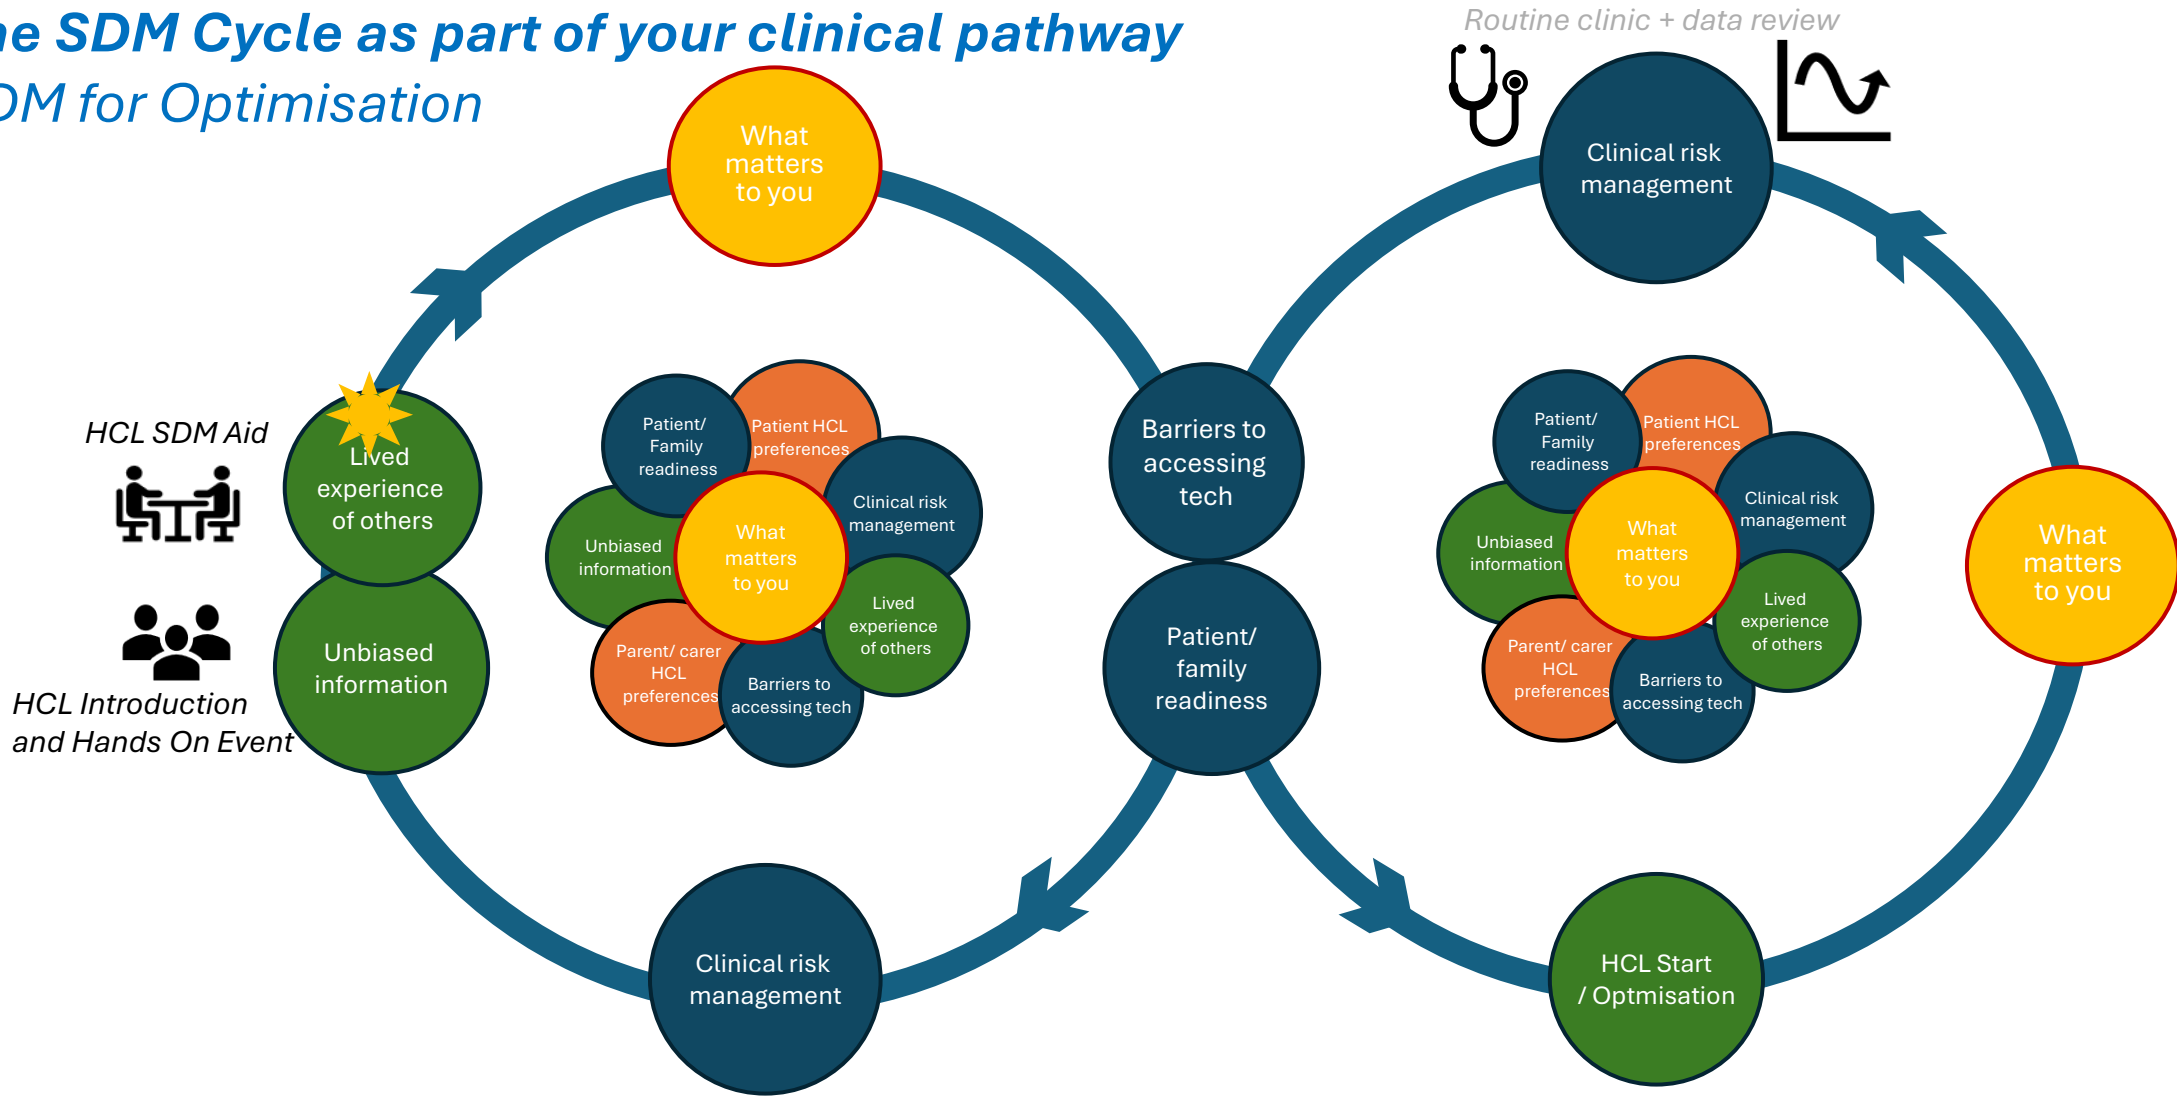 ne SDM Cycle as part of your clinical pathway
DM for Optimisation
Routine clinic + data review
What
matters
to you
Clinical risk
management
HCL SDM Aid
Lived
experience
of others
HCL Introduction
and Hands On Event
Unbiased
information
Patient/
Family
readiness
Patient HCL
preferences
Clinical risk
management
Unbiased
information
What
matters
to you
Lived
experience
of others
Parent/ carer
HCL
preferences
Barriers to
accessing tech
Barriers to
accessing
tech
Patient/
family
readiness
Patient/
Family
readiness
Patient HCL
preferences
Clinical risk
management
Unbiased
information
What
matters
to you
Lived
experience
of others
Parent/ carer
HCL
preferences
Barriers to
accessing tech
What
matters
to you
Clinical risk
management
HCL Start
/ Optmisation